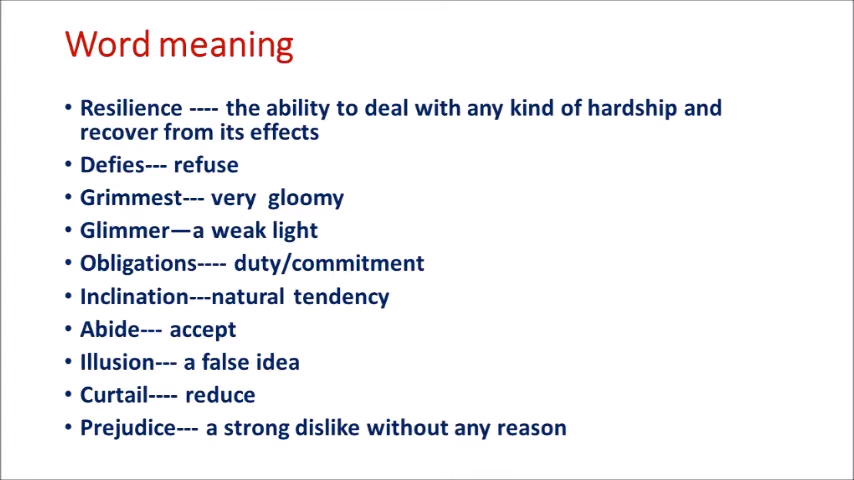 Word meaning
• Resilience ---- the ability to deal with any kind of hardship and
recover from its effects
• Defies--- refuse
• Grimmest--- very  gloomy
• Glimmer—a weak light
• Obligations---- duty/commitment
• Inclination---natural tendency
• Abide--- accept
• Illusion--- a false idea
• Curtail---- reduce
• Prejudice--- a strong dislike without any reason